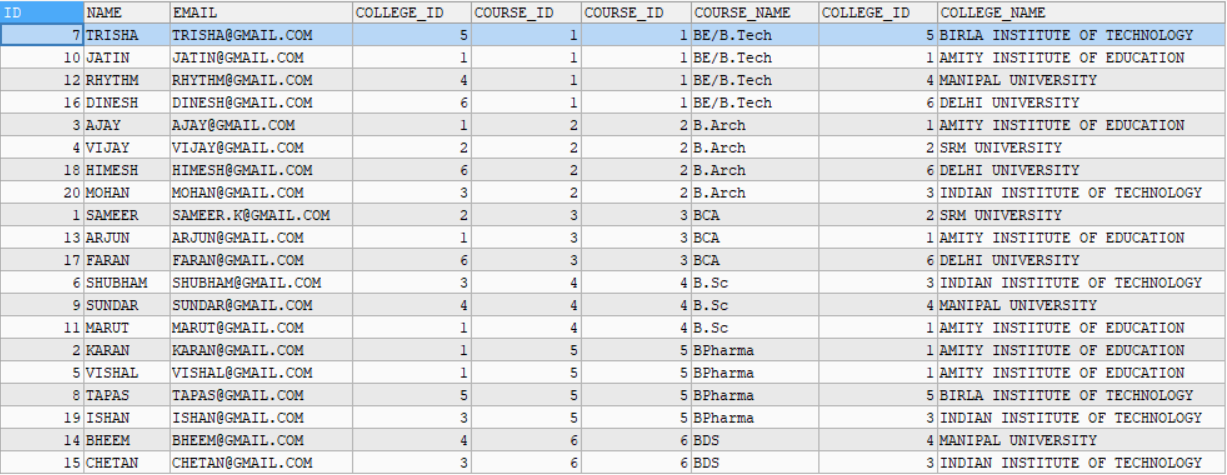 ID NAME EMAIL COLLEGE_ID COURSE_ID COURSE_ID COURSE_NAME COLLEGE_ID COLLEGE_NAME
7 TRISHA TRISHA@GMAIL.COM 5 1 1 BE/B.Tech 5 BIRLA INSTITUTE OF TECHNOLOGY
10 JATIN JATIN@GMAIL.COM 1 1 1 BE/B.Tech 1 AMITY INSTITUTE OF EDUCATION
12 RHYTHM RHYTHM@GMAIL.COM 4 1 1 BE/B.Tech 4 MANIPAL UNIVERSITY
16 DINESH DINESH@GMAIL.COM 6 1 1 BE/B.Tech 6 DELHI UNIVERSITY
3 AJAY AJAY@GMAIL.COM 1 2 2 B.Arch 1 AMITY INSTITUTE OF EDUCATION
4 VIJAY VIJAY@GMAIL.COM 2 2 2 B.Arch 2 SRM UNIVERSITY
18 HIMESH HIMESH@GMAIL.COM 6 2 2 B.Arch 6 DELHI UNIVERSITY
20 MOHAN MOHAN@GMAIL.COM 3 2 2 B.Arch 3 INDIAN INSTITUTE OF TECHNOLOGY
1 SAMEER SAMEER.K@GMAIL.COM 2 3 3 BCA 2 SRM UNIVERSITY
13 ARJUN ARJUN@GMAIL.COM 1 3 3 BCA 1 AMITY INSTITUTE OF EDUCATION
17 FARAN FARAN@GMAIL.COM 6 3 3 BCA 6 DELHI UNIVERSITY
6 SHUBHAM SHUBHAM@GMAIL.COM 3 4 4 B.Sc 3 INDIAN INSTITUTE OF TECHNOLOGY
9 SUNDAR SUNDAR@GMAIL.COM 4 4 4 B.Sc 4 MANIPAL UNIVERSITY
11 MARUT MARUT@GMAIL.COM 1 4 4 B.Sc 1 AMITY INSTITUTE OF EDUCATION
2 KARAN KARAN@GMAIL.COM 1 5 5 BPharma 1 AMITY INSTITUTE OF EDUCATION
5 VISHAL VISHAL@GMAIL.COM 1 5 5 BPharma 1 AMITY INSTITUTE OF EDUCATION
8 TAPAS TAPAS@GMAIL.COM 5 5 5 BPharma 5 BIRLA INSTITUTE OF TECHNOLOGY
19 ISHAN ISHAN@GMAIL.COM 3 5 5 BPharma 3 INDIAN INSTITUTE OF TECHNOLOGY
14 BHEEM BHEEM@GMAIL.COM 4 6 6 BDS 4 MANIPAL UNIVERSITY
15 CHETAN CHETAN@GMAIL.COM 3 6 6 BDS 3 INDIAN INSTITUTE OF TECHNOLOGY